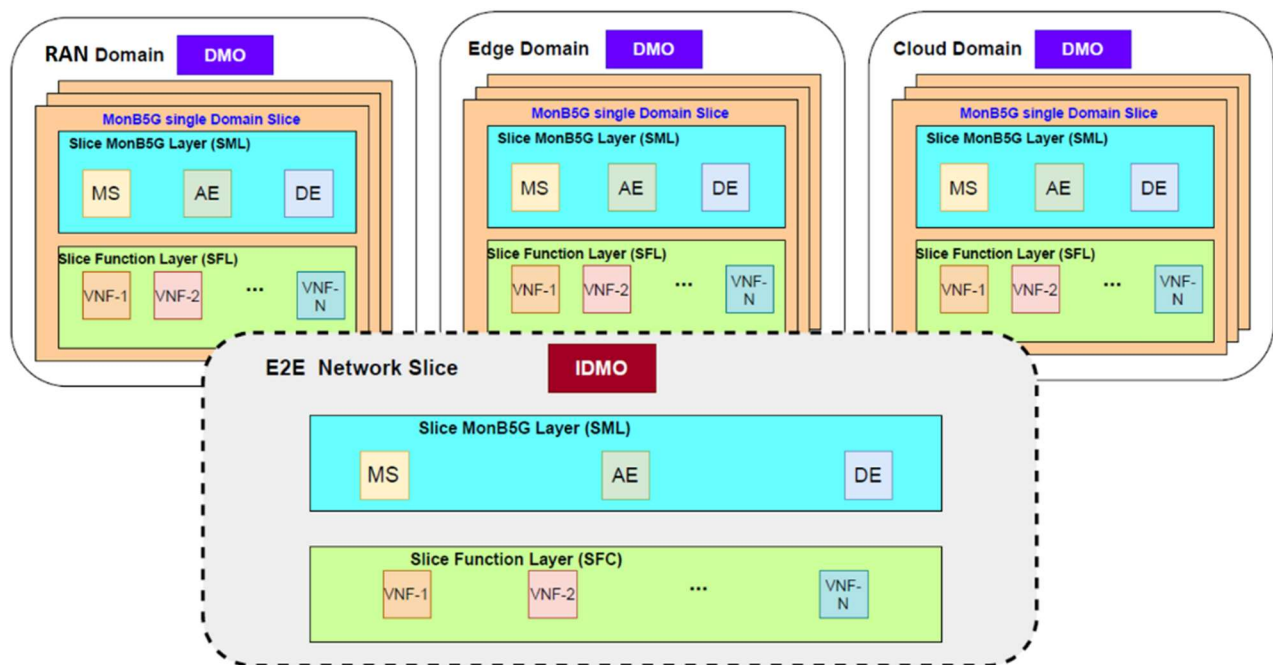 RAN Domain
DMO
MonB5G single Domain Slice
Slice MonB5G Layer (SML)
MS
AE
DE
Slice Function Layer (SFL)
VNF-1
VNF-2
...
VNF-
N
Edge Domain
DMO
MonB5G single Domain Slice
Slice MonB5G Layer (SML)
MS
AE
DE
Slice Function Layer (SFL)
VNF-1
VNF-2
...
VNF-
N
Cloud Domain
DMO
MonB5G single Domain Slice
Slice MonB5G Layer (SML)
MS
AE
DE
Slice Function Layer (SFL)
VNF-1
VNF-2
...
VNF-
N
E2E Network Slice
IDMO
Slice MonB5G Layer (SML)
MS
AE
DE
Slice Function Layer (SFC)
VNF-1
VNF-2
...
VNF-
N